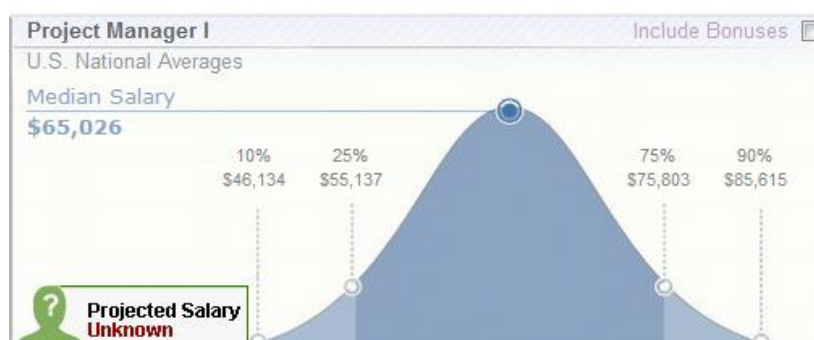 Project Manager I Include Bonuses
U.S. National Averages
Median Salary
$65,026
10% 25% 75% 90%
$46,134 $55,137 $75,803 $85,615
?
Projected Salary
Unknown